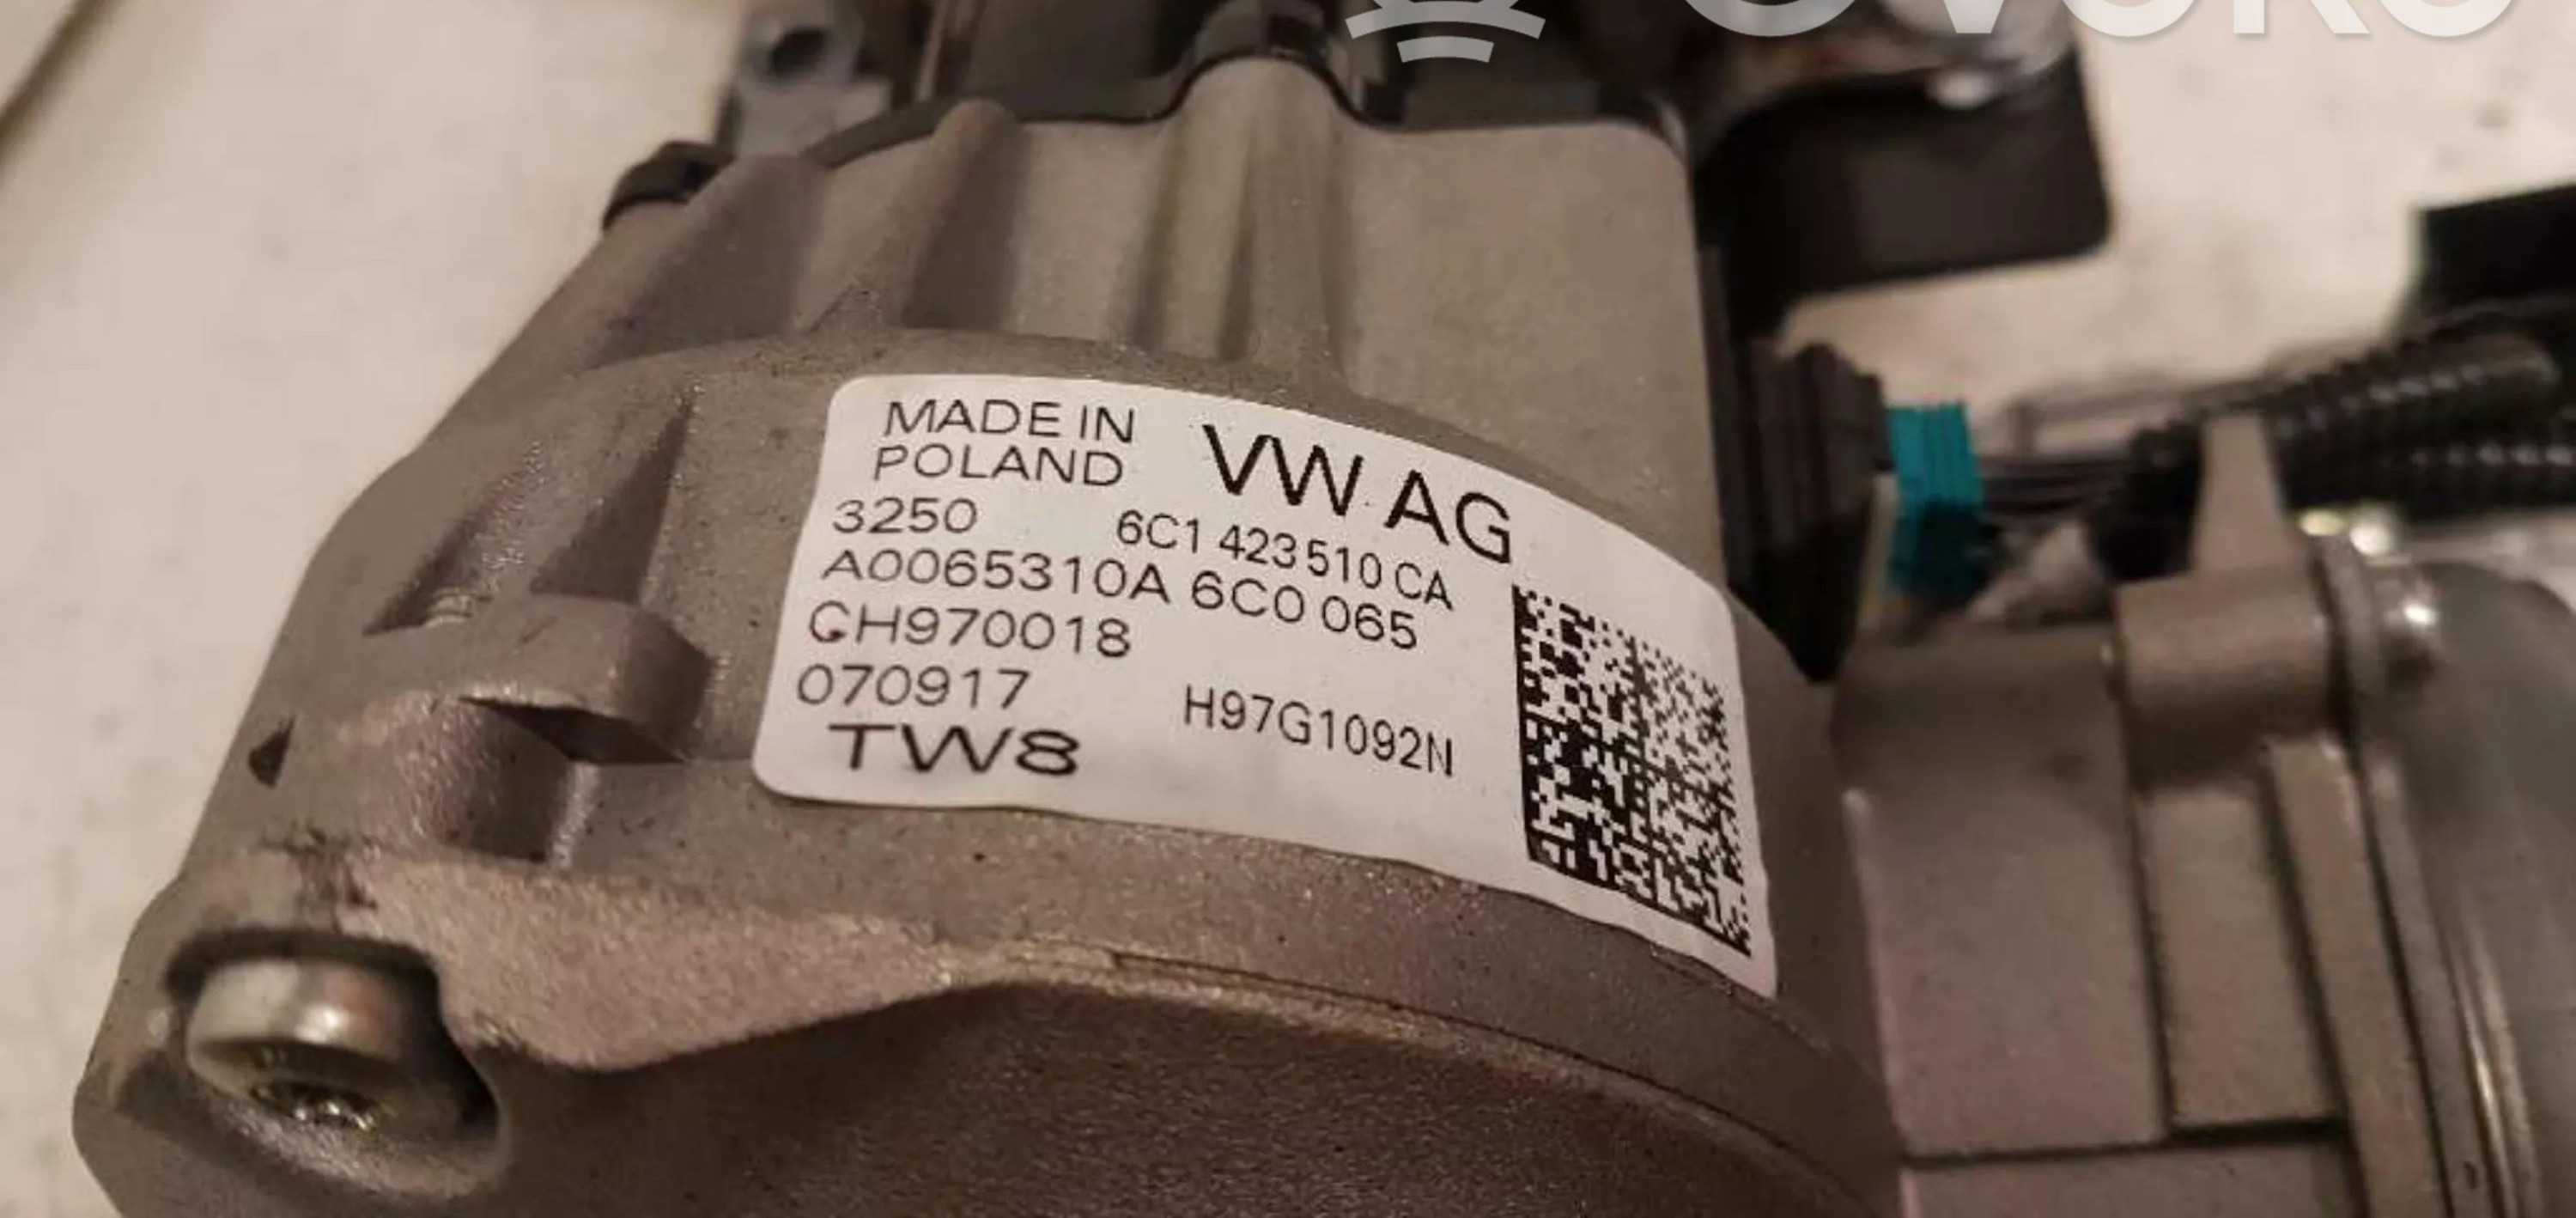 MADE IN
POLAND
VW AG
3250
6C1 423 510 CA
A0065310A 6C0 065
CH970018
070917
H97G1092N
TW8